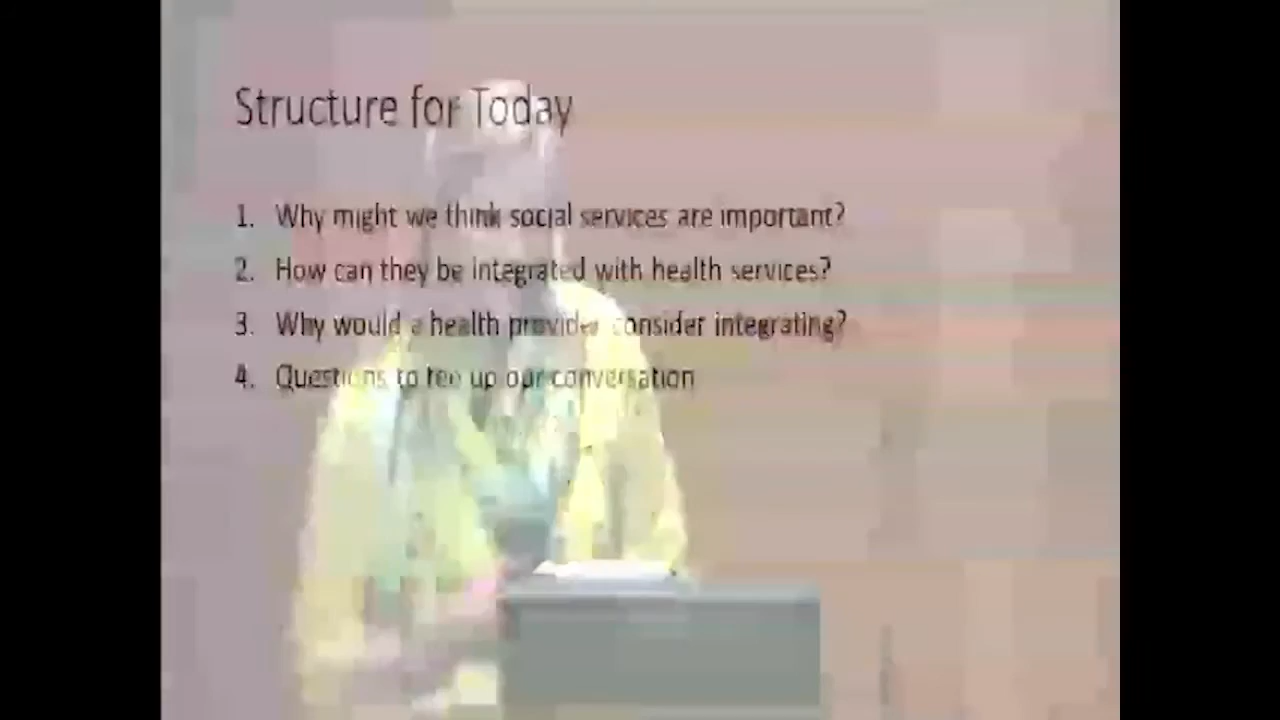 Structure for Today
1. Why might we think social services are important?
2. How can they be integrated with health services?
3. Why would a health provider consider integrating?
4. Questions to tee up our conversation